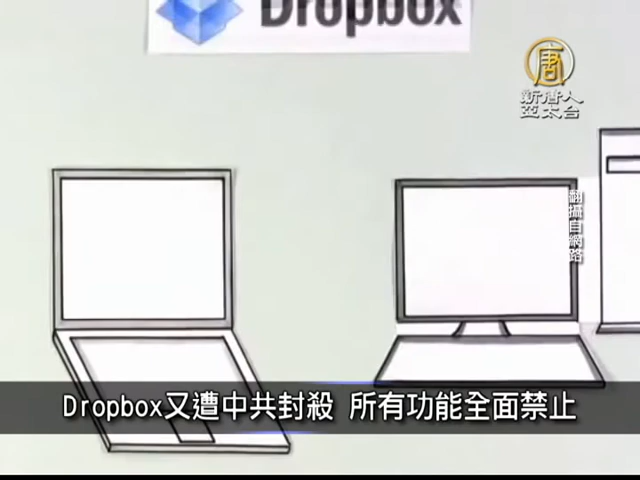 Dropbox
唐
新唐人
亞太台
翻攝自網路
Dropbox又遭中共封殺 所有功能全面禁止